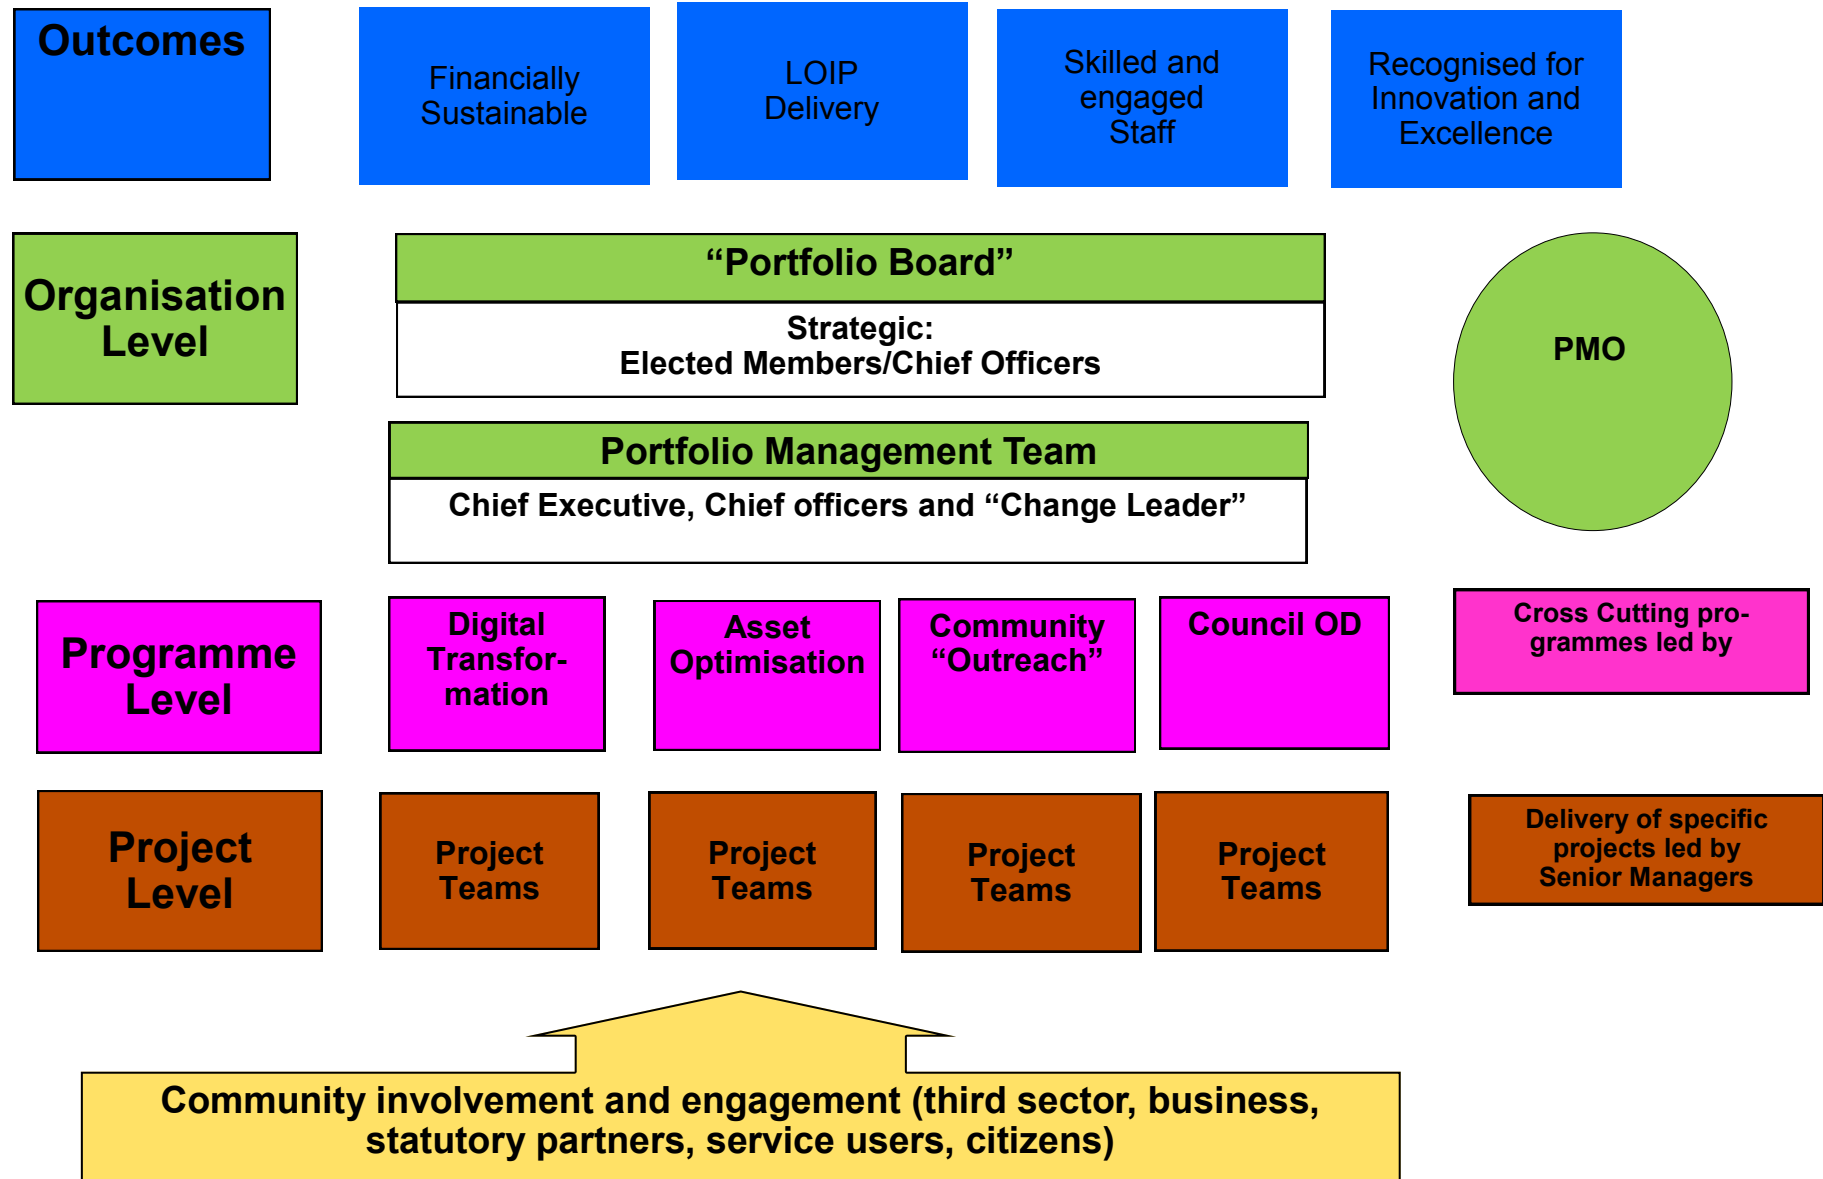 Outcomes
Financially
Sustainable
LOIP
Delivery
Skilled and
engaged
Staff
Recognised for
Innovation and
Excellence
Organisation
Level
“Portfolio Board”
Strategic:
Elected Members/Chief Officers
PMO
Portfolio Management Team
Chief Executive, Chief officers and “Change Leader”
Programme
Level
Digital
Transfor-
mation
Asset
Optimisation
Community
“Outreach”
Council OD
Cross Cutting pro-
grammes led by
Project
Level
Project
Teams
Project
Teams
Project
Teams
Project
Teams
Delivery of specific
projects led by
Senior Managers
Community involvement and engagement (third sector, business,
statutory partners, service users, citizens)